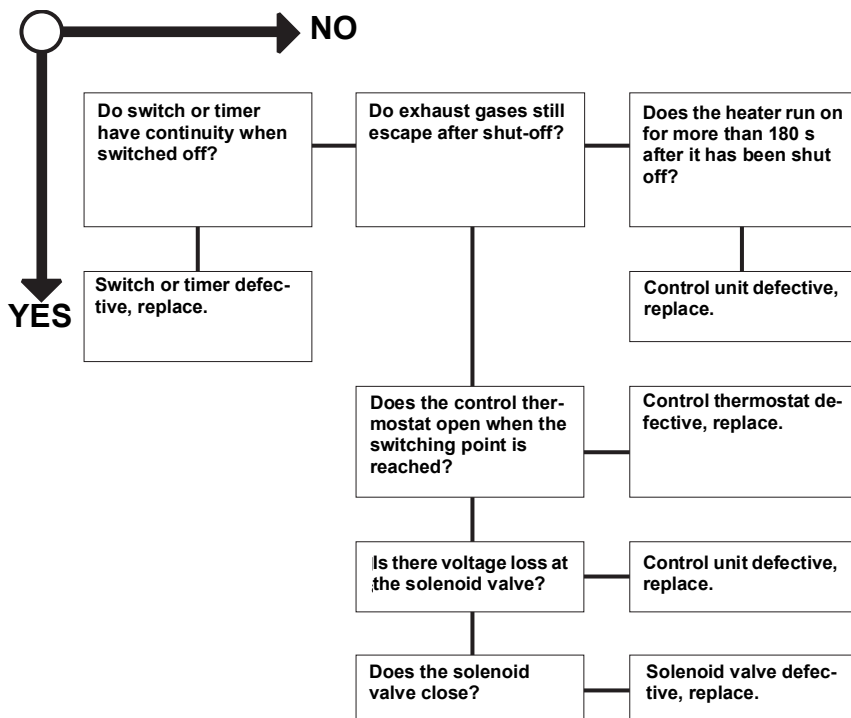 NO
Do switch or timer
have continuity when
switched off?
Do exhaust gases still
escape after shut-off?
Does the heater run on
for more than 180 s
after it has been shut
off?
YES
Switch or timer defec-
tive, replace.
Control unit defective,
replace.
Does the control ther-
mostat open when the
switching point is
reached?
Control thermostat de-
fective, replace.
Is there voltage loss at
the solenoid valve?
Control unit defective,
replace.
Does the solenoid
valve close?
Solenoid valve defec-
tive, replace.